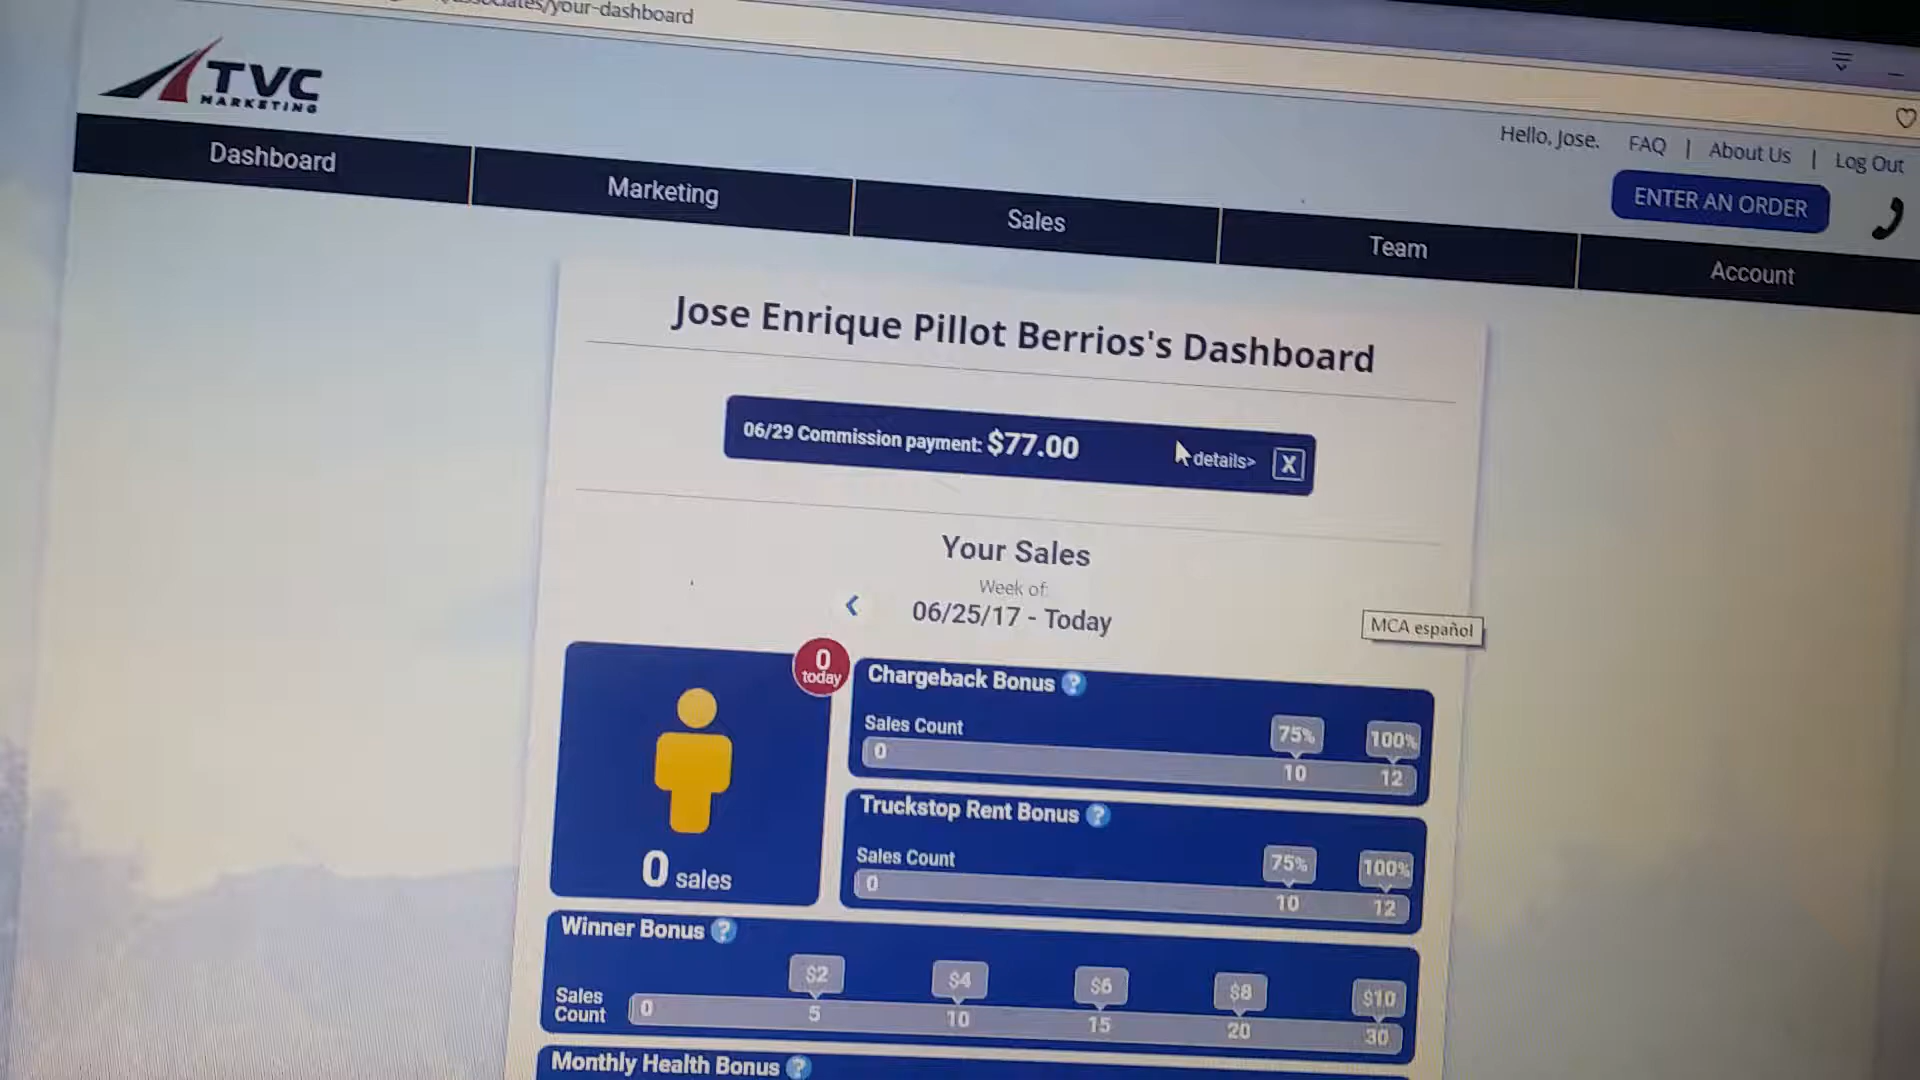 /your-dashboard
TVC
MARKETING
Hello, Jose. FAQ | About Us | Log Out
ENTER AN ORDER
Dashboard
Marketing
Sales
Team
Account
Jose Enrique Pillot Berrios's Dashboard
06/29 Commission payment: $77.00
details>
X
Your Sales
Week of:
06/25/17 - Today
MCA español
0
today
0 sales
Chargeback Bonus ?
Sales Count
75% 100%
0
10 12
Truckstop Rent Bonus ?
Sales Count
75% 100%
0
10 12
Winner Bonus ?
$2 $4 $6 $8 $10
Sales
Count
0
5 10 15 20 30
Monthly Health Bonus ?